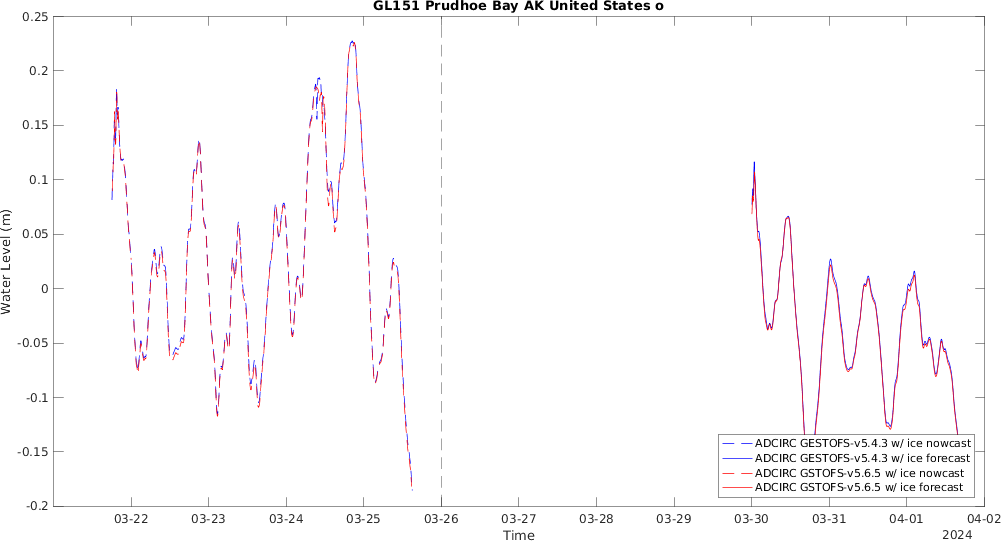 GL151 Prudhoe Bay AK United States o
Water Level (m)
0.25
0.2
0.15
0.1
0.05
0
-0.05
-0.1
-0.15
-0.2
ADCIRC GESTOFS-v5.4.3 w/ ice nowcast
ADCIRC GESTOFS-v5.4.3 w/ ice forecast
ADCIRC GSTOFS-v5.6.5 w/ ice nowcast
ADCIRC GSTOFS-v5.6.5 w/ ice forecast
03-22 03-23 03-24 03-25 03-26 03-27 03-28 03-29 03-30 03-31 04-01 04-02
Time
2024